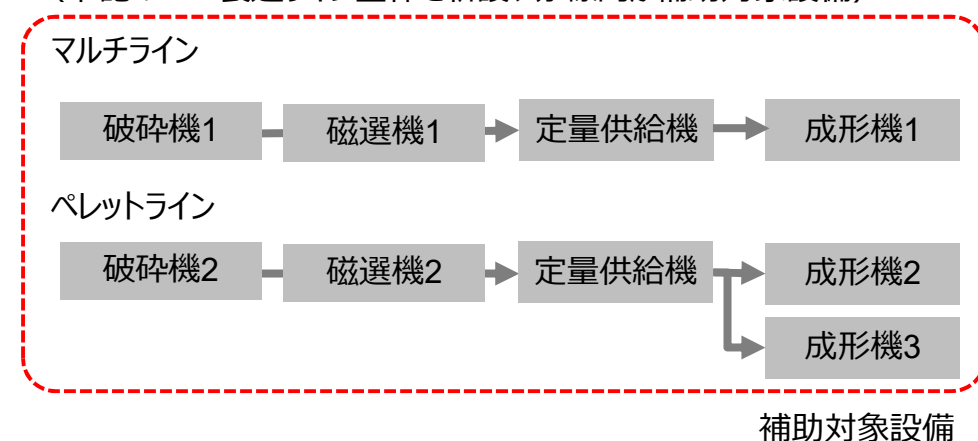 マルチライン
破砕機1
磁選機1
定量供給機
成形機1
ペレットライン
破砕機2
磁選機2
定量供給機
成形機2
成形機3
補助対象設備